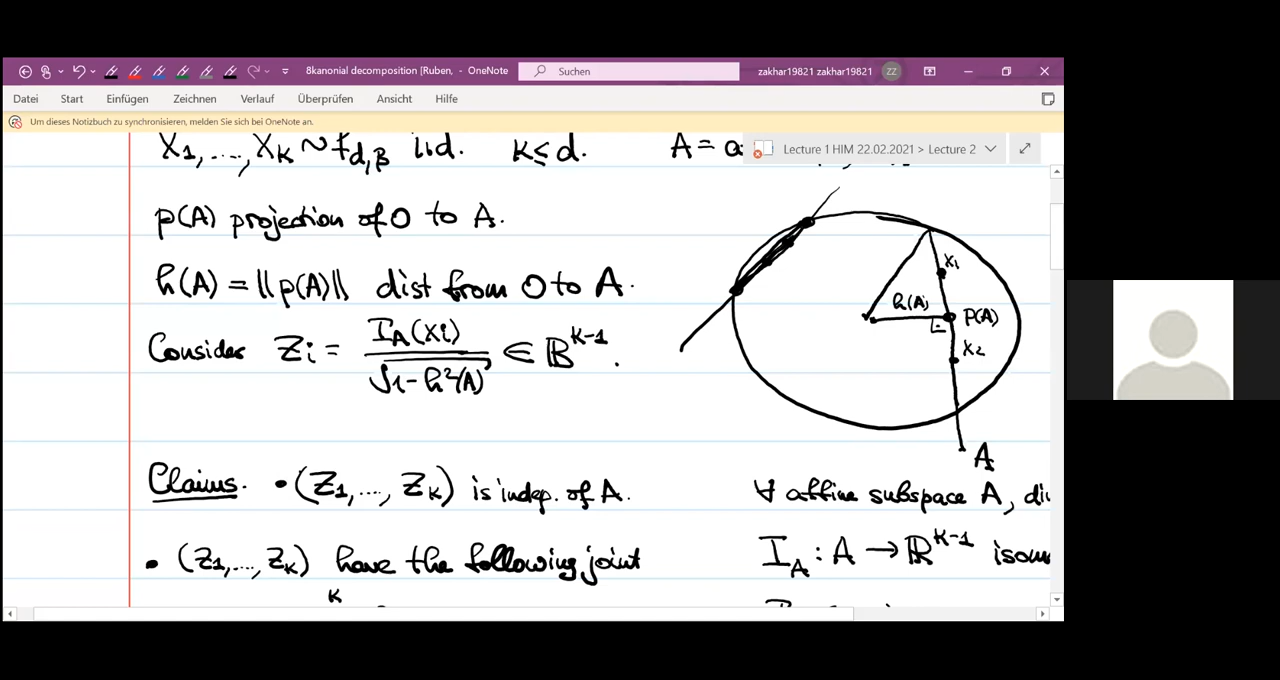 8kanonial decomposition [Ruben, - OneNote
Suchen
zakhar19821 zakhar19821 ZZ
Datei Start Einfügen Zeichnen Verlauf Überprüfen Ansicht Hilfe
Um dieses Notizbuch zu synchronisieren, melden Sie sich bei OneNote an.
Lecture 1 HIM 22.02.2021 > Lecture 2
X₁, ..., X_K ~ f_{d,β} i.i.d. K ≤ d. A = a
p(A) projection of 0 to A.
h(A) = ||p(A)|| dist from 0 to A.
Consider Z_i = I_A(X_i) / √(1 - h²(A)) ∈ 𝔹^{K-1}.
X₁
h(A)
P(A)
X₂
A
Claims. • (Z₁, ..., Z_K) is indep. of A.
∀ affine subspace A, di
• (Z₁, ..., Z_K) have the following joint
I_A : A → ℝ^{K-1} isom
K